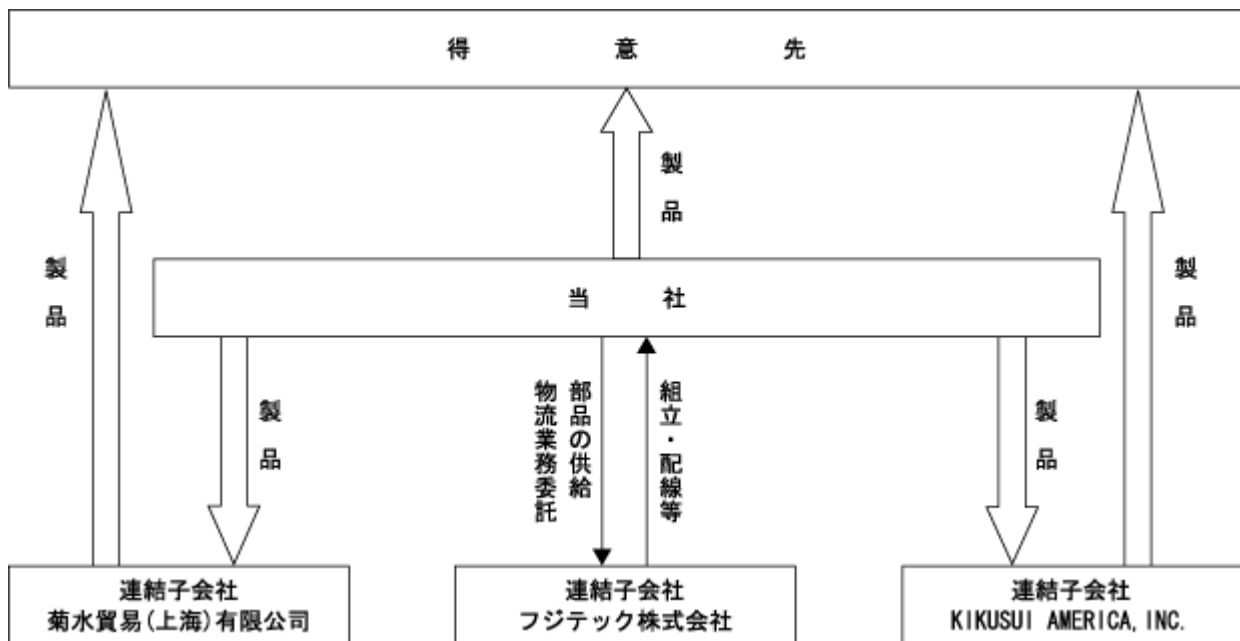 得意先
製品
製品
製品
当社
製品
部品の供給
物流業務委託
組立・配線等
製品
連結子会社
菊水貿易(上海)有限公司
連結子会社
フジテック株式会社
連結子会社
KIKUSUI AMERICA, INC.